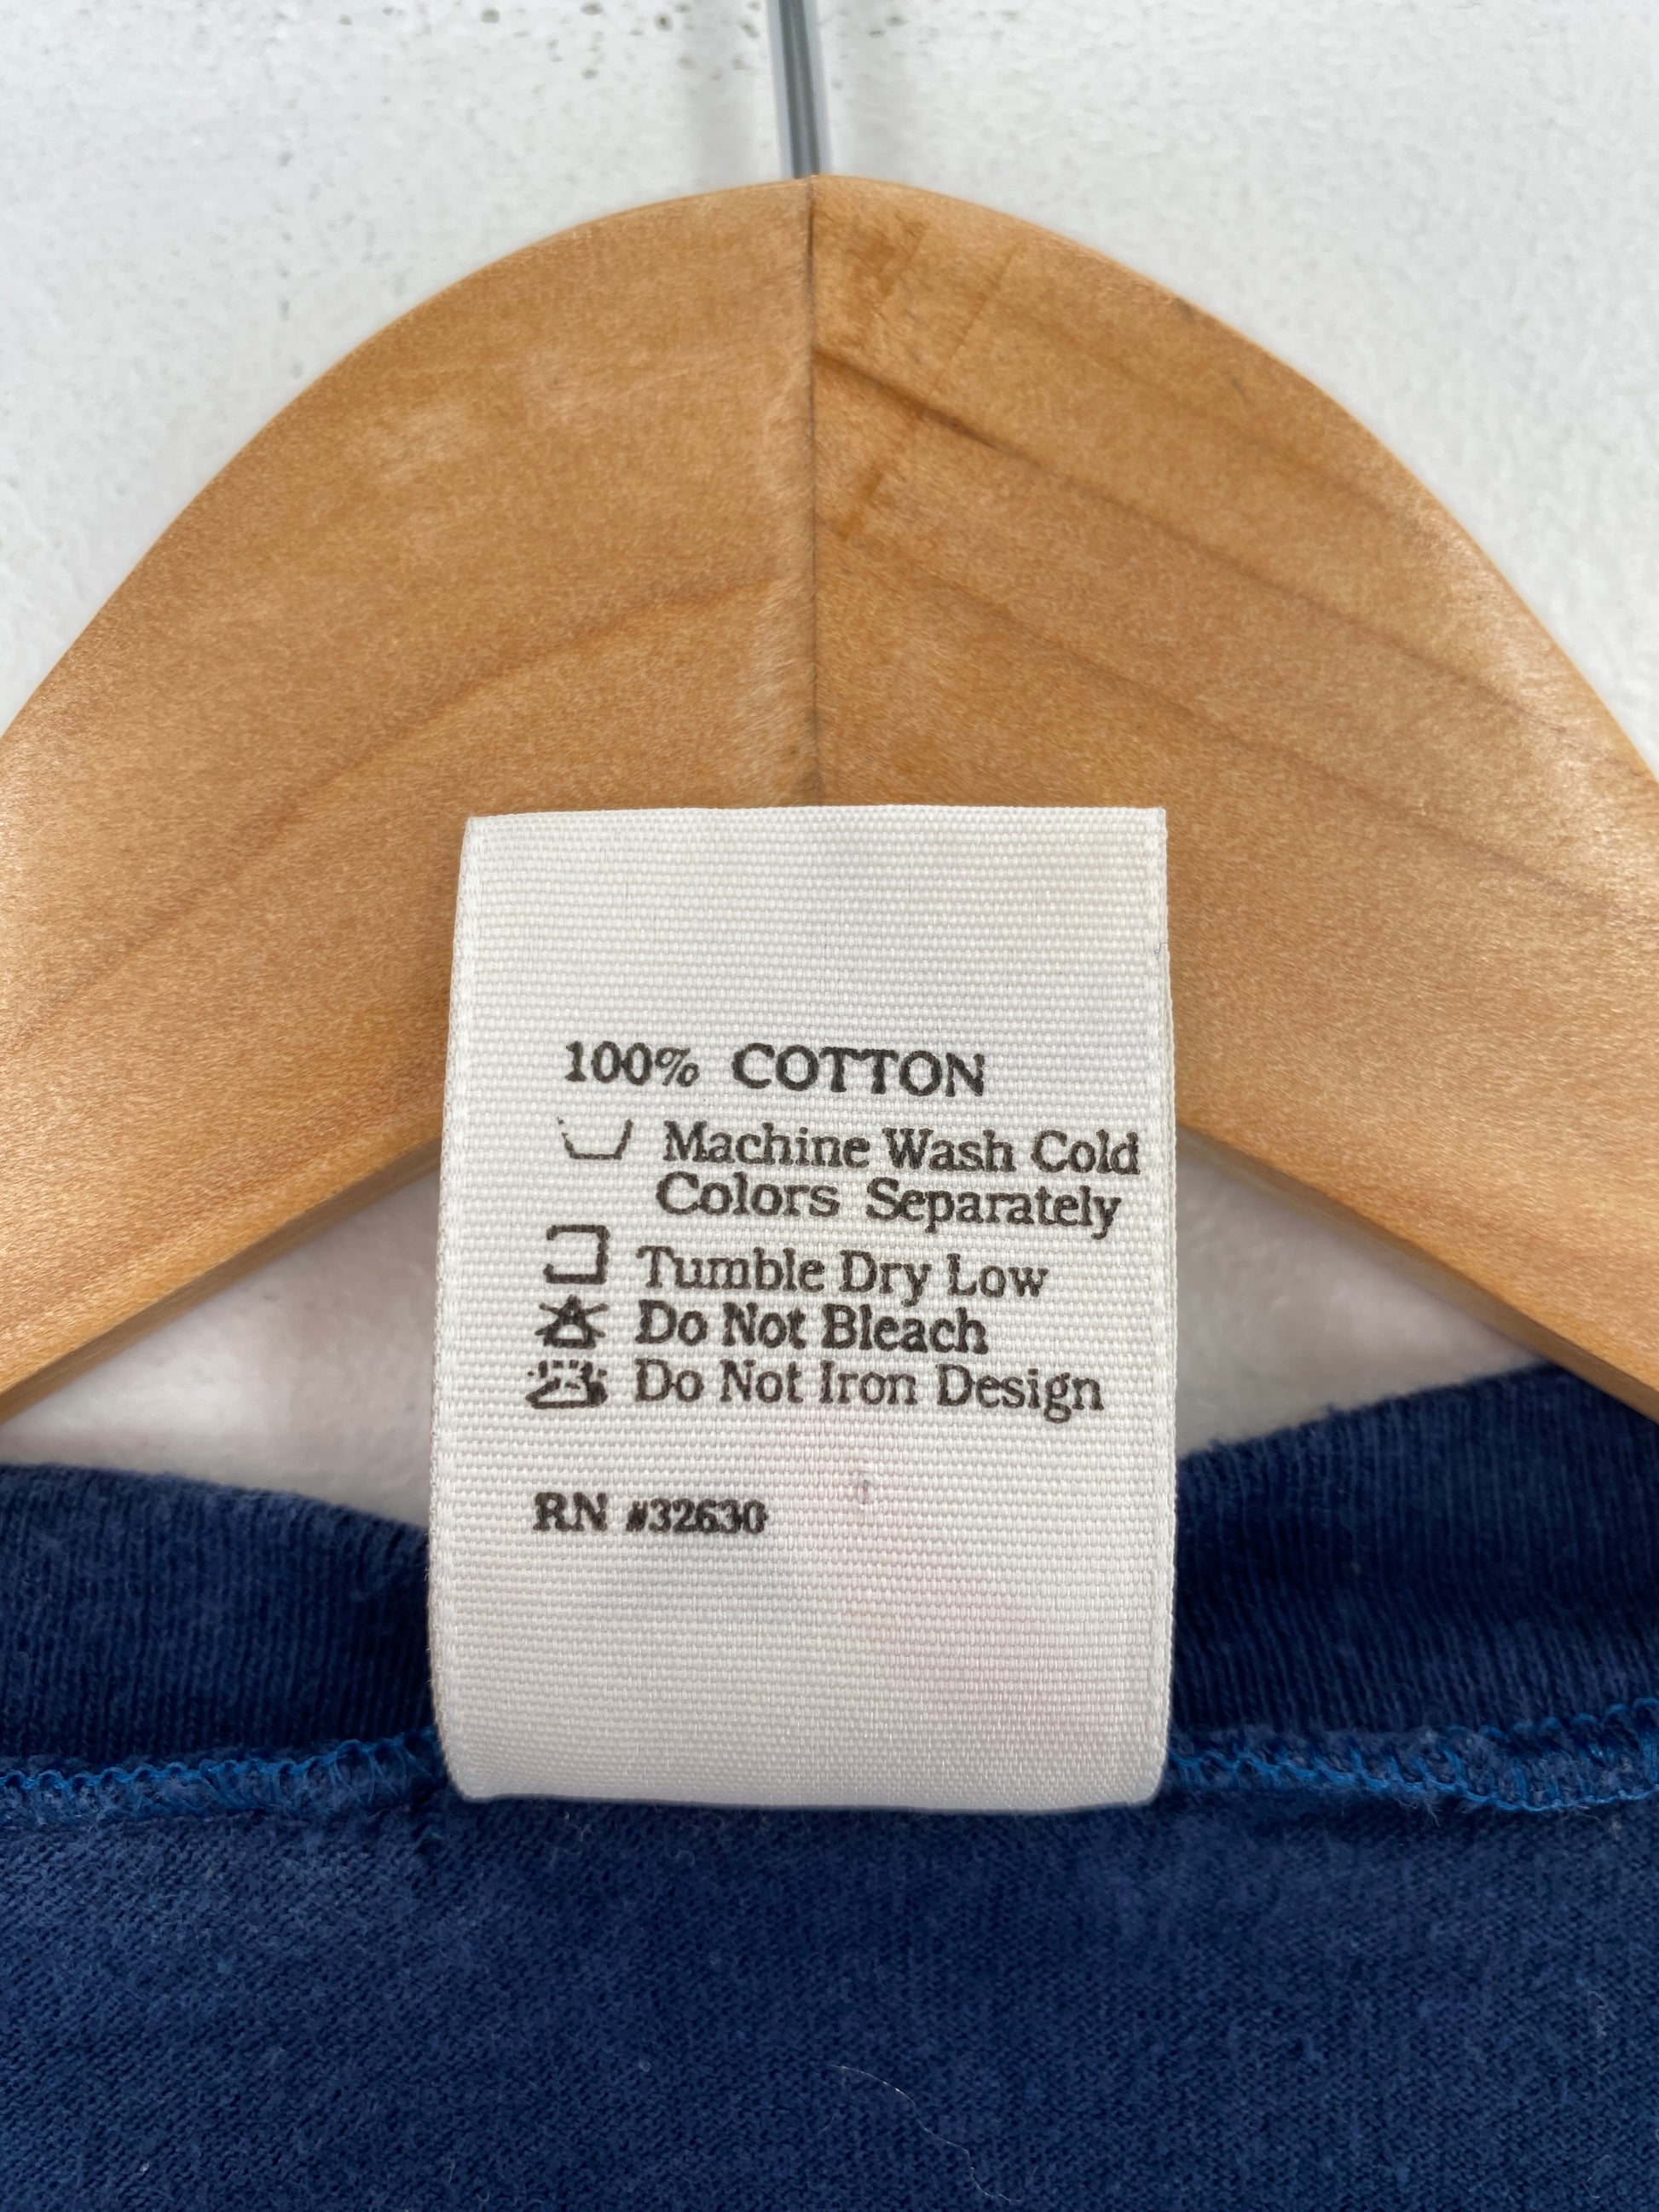 100% COTTON
Machine Wash Cold
Colors Separately
Tumble Dry Low
Do Not Bleach
Do Not Iron Design
RN #32630